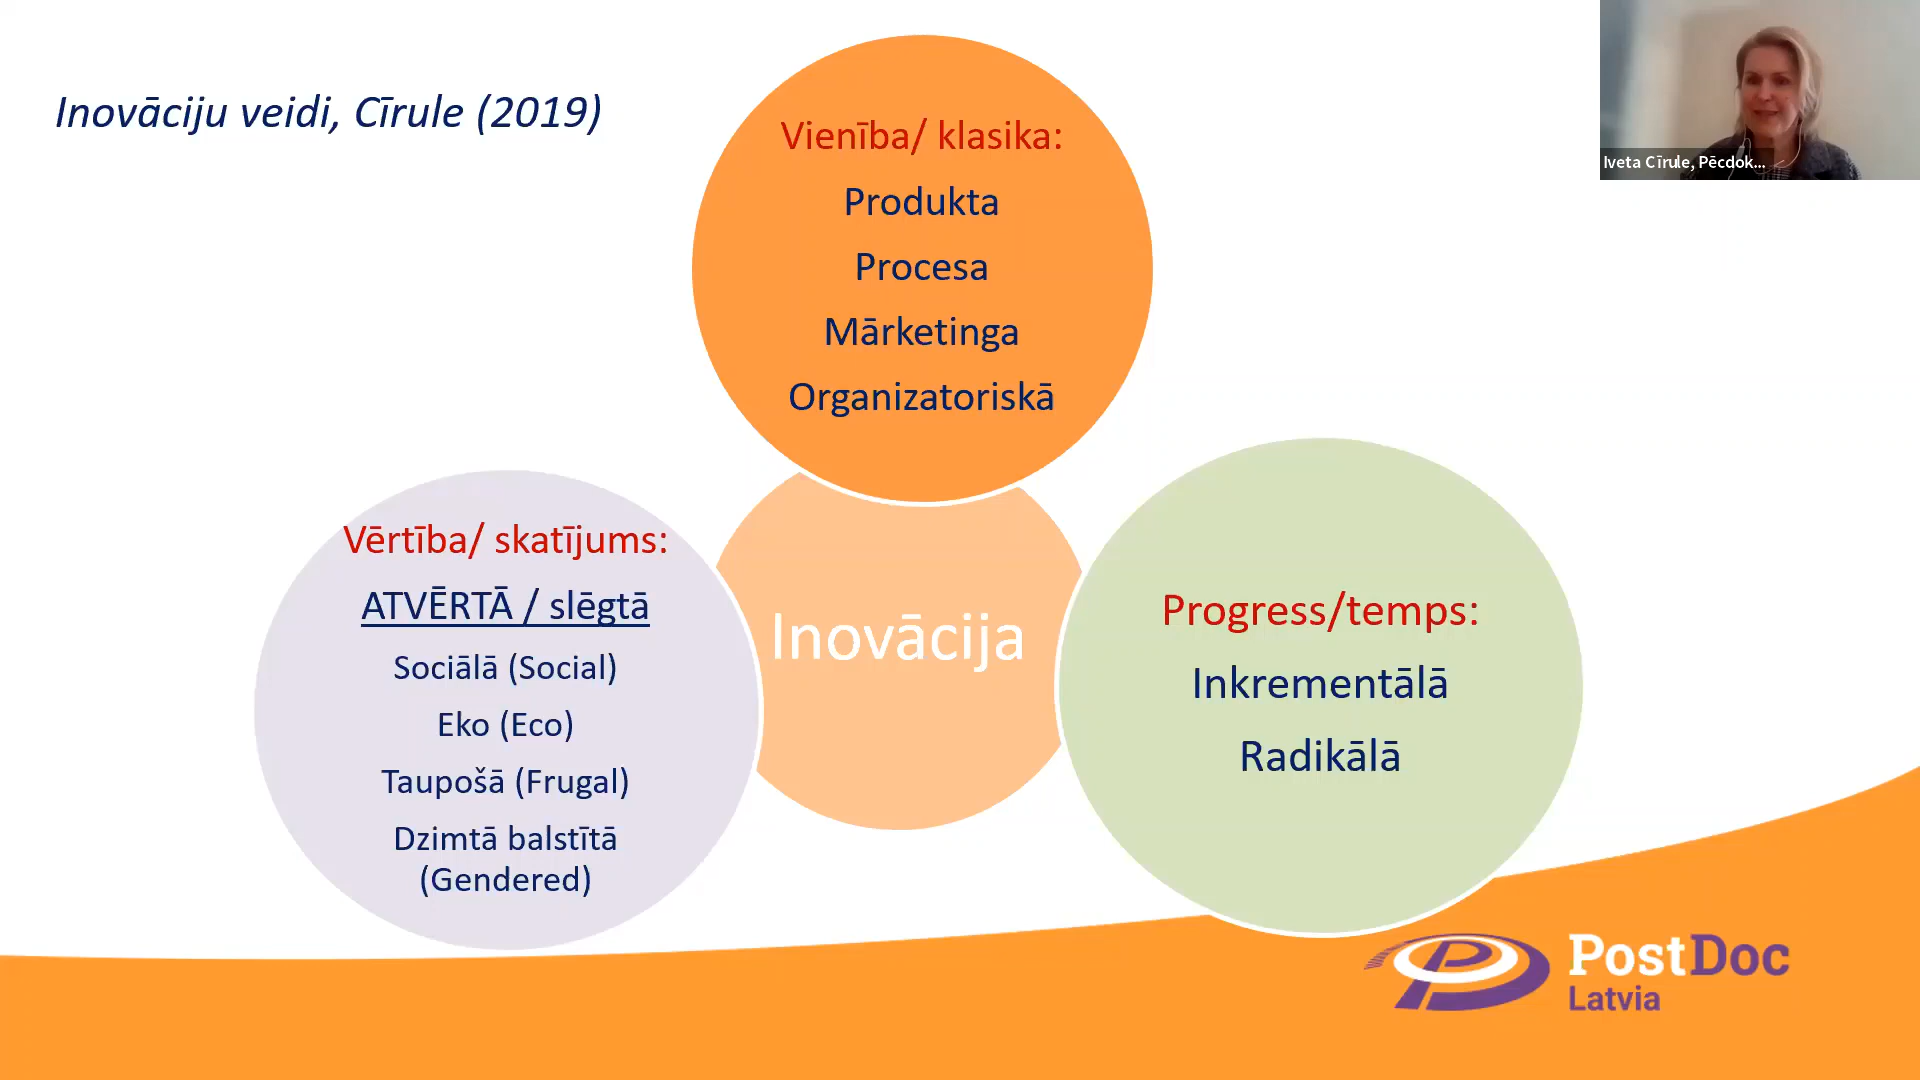 Inovāciju veidi, Cīrule (2019)
Iveta Cīrule, Pēcdok...
Vienība/ klasika:
Produkta
Procesa
Mārketinga
Organizatoriskā
Vērtība/ skatījums:
ATVĒRTĀ / slēgtā
Sociālā (Social)
Eko (Eco)
Taupošā (Frugal)
Dzimtā balstītā
(Gendered)
Inovācija
Progress/temps:
Inkrementālā
Radikālā
PostDoc
Latvia